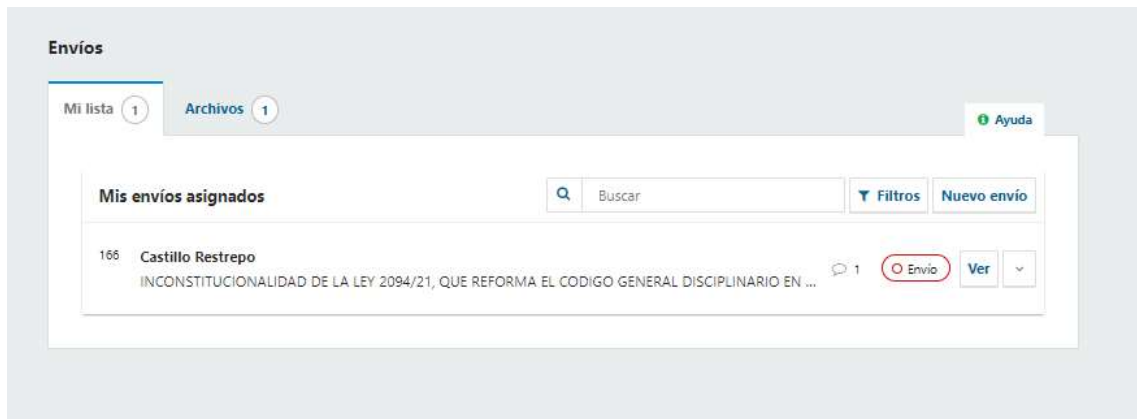 Envíos
Mi lista 1 Archivos 1
Ayuda
Mis envíos asignados Buscar Filtros Nuevo envío
166 Castillo Restrepo
INCONSTITUCIONALIDAD DE LA LEY 2094/21, QUE REFORMA EL CODIGO GENERAL DISCIPLINARIO EN ... 1 Envío Ver